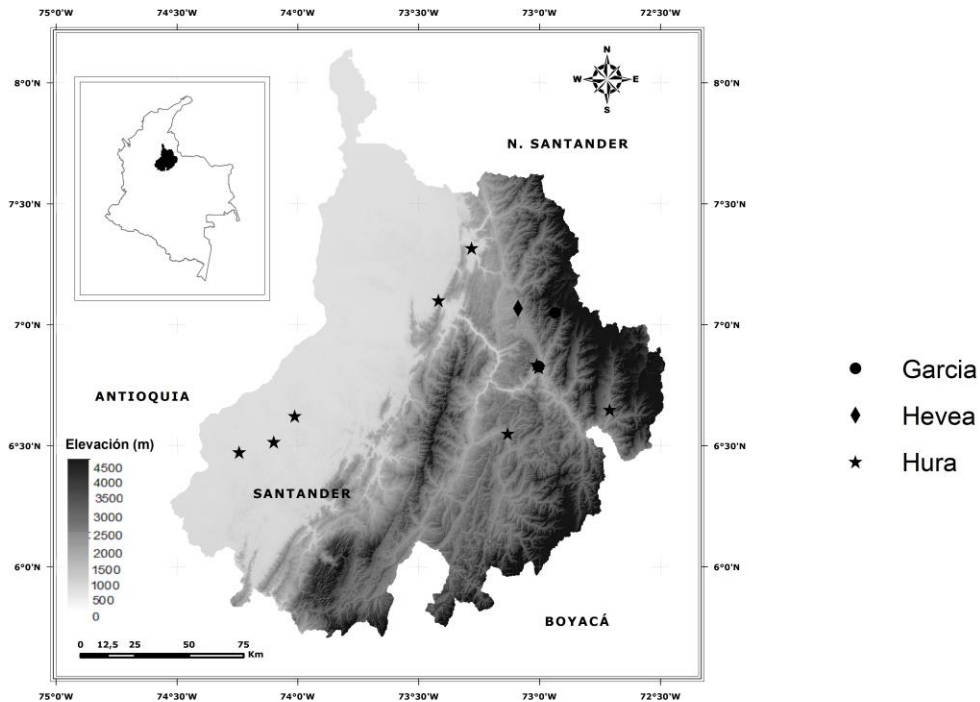 75°0'W 74°30'W 74°0'W 73°30'W 73°0'W 72°30'W
8°0'N 8°0'N
N
W E
S
N. SANTANDER
7°30'N 7°30'N
7°0'N 7°0'N
ANTIOQUIA
Garcia
Hevea
Hura
6°30'N 6°30'N
Elevación (m)
4500
4000
3500
3000
2500
2000
1500
1000
500
0
SANTANDER
6°0'N 6°0'N
BOYACÁ
0 12,5 25 50 75
Km
75°0'W 74°30'W 74°0'W 73°30'W 73°0'W 72°30'W